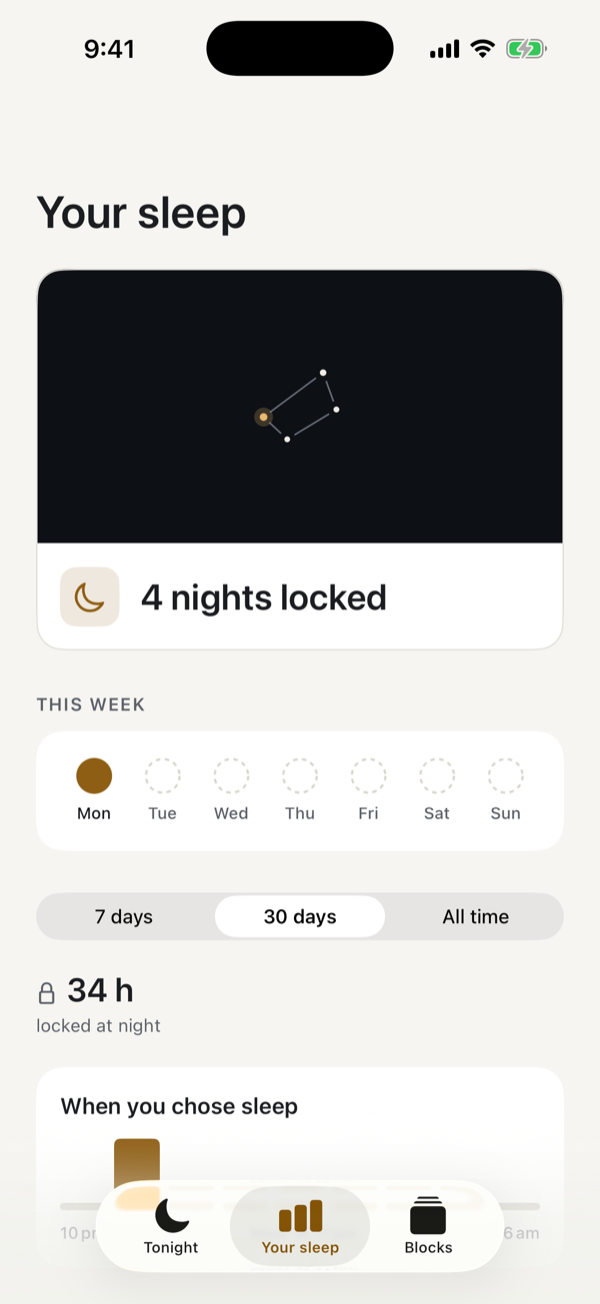 9:41
Your sleep
4 nights locked
THIS WEEK
Mon Tue Wed Thu Fri Sat Sun
7 days 30 days All time
34 h
locked at night
When you chose sleep
10 6 am
Tonight Your sleep Blocks